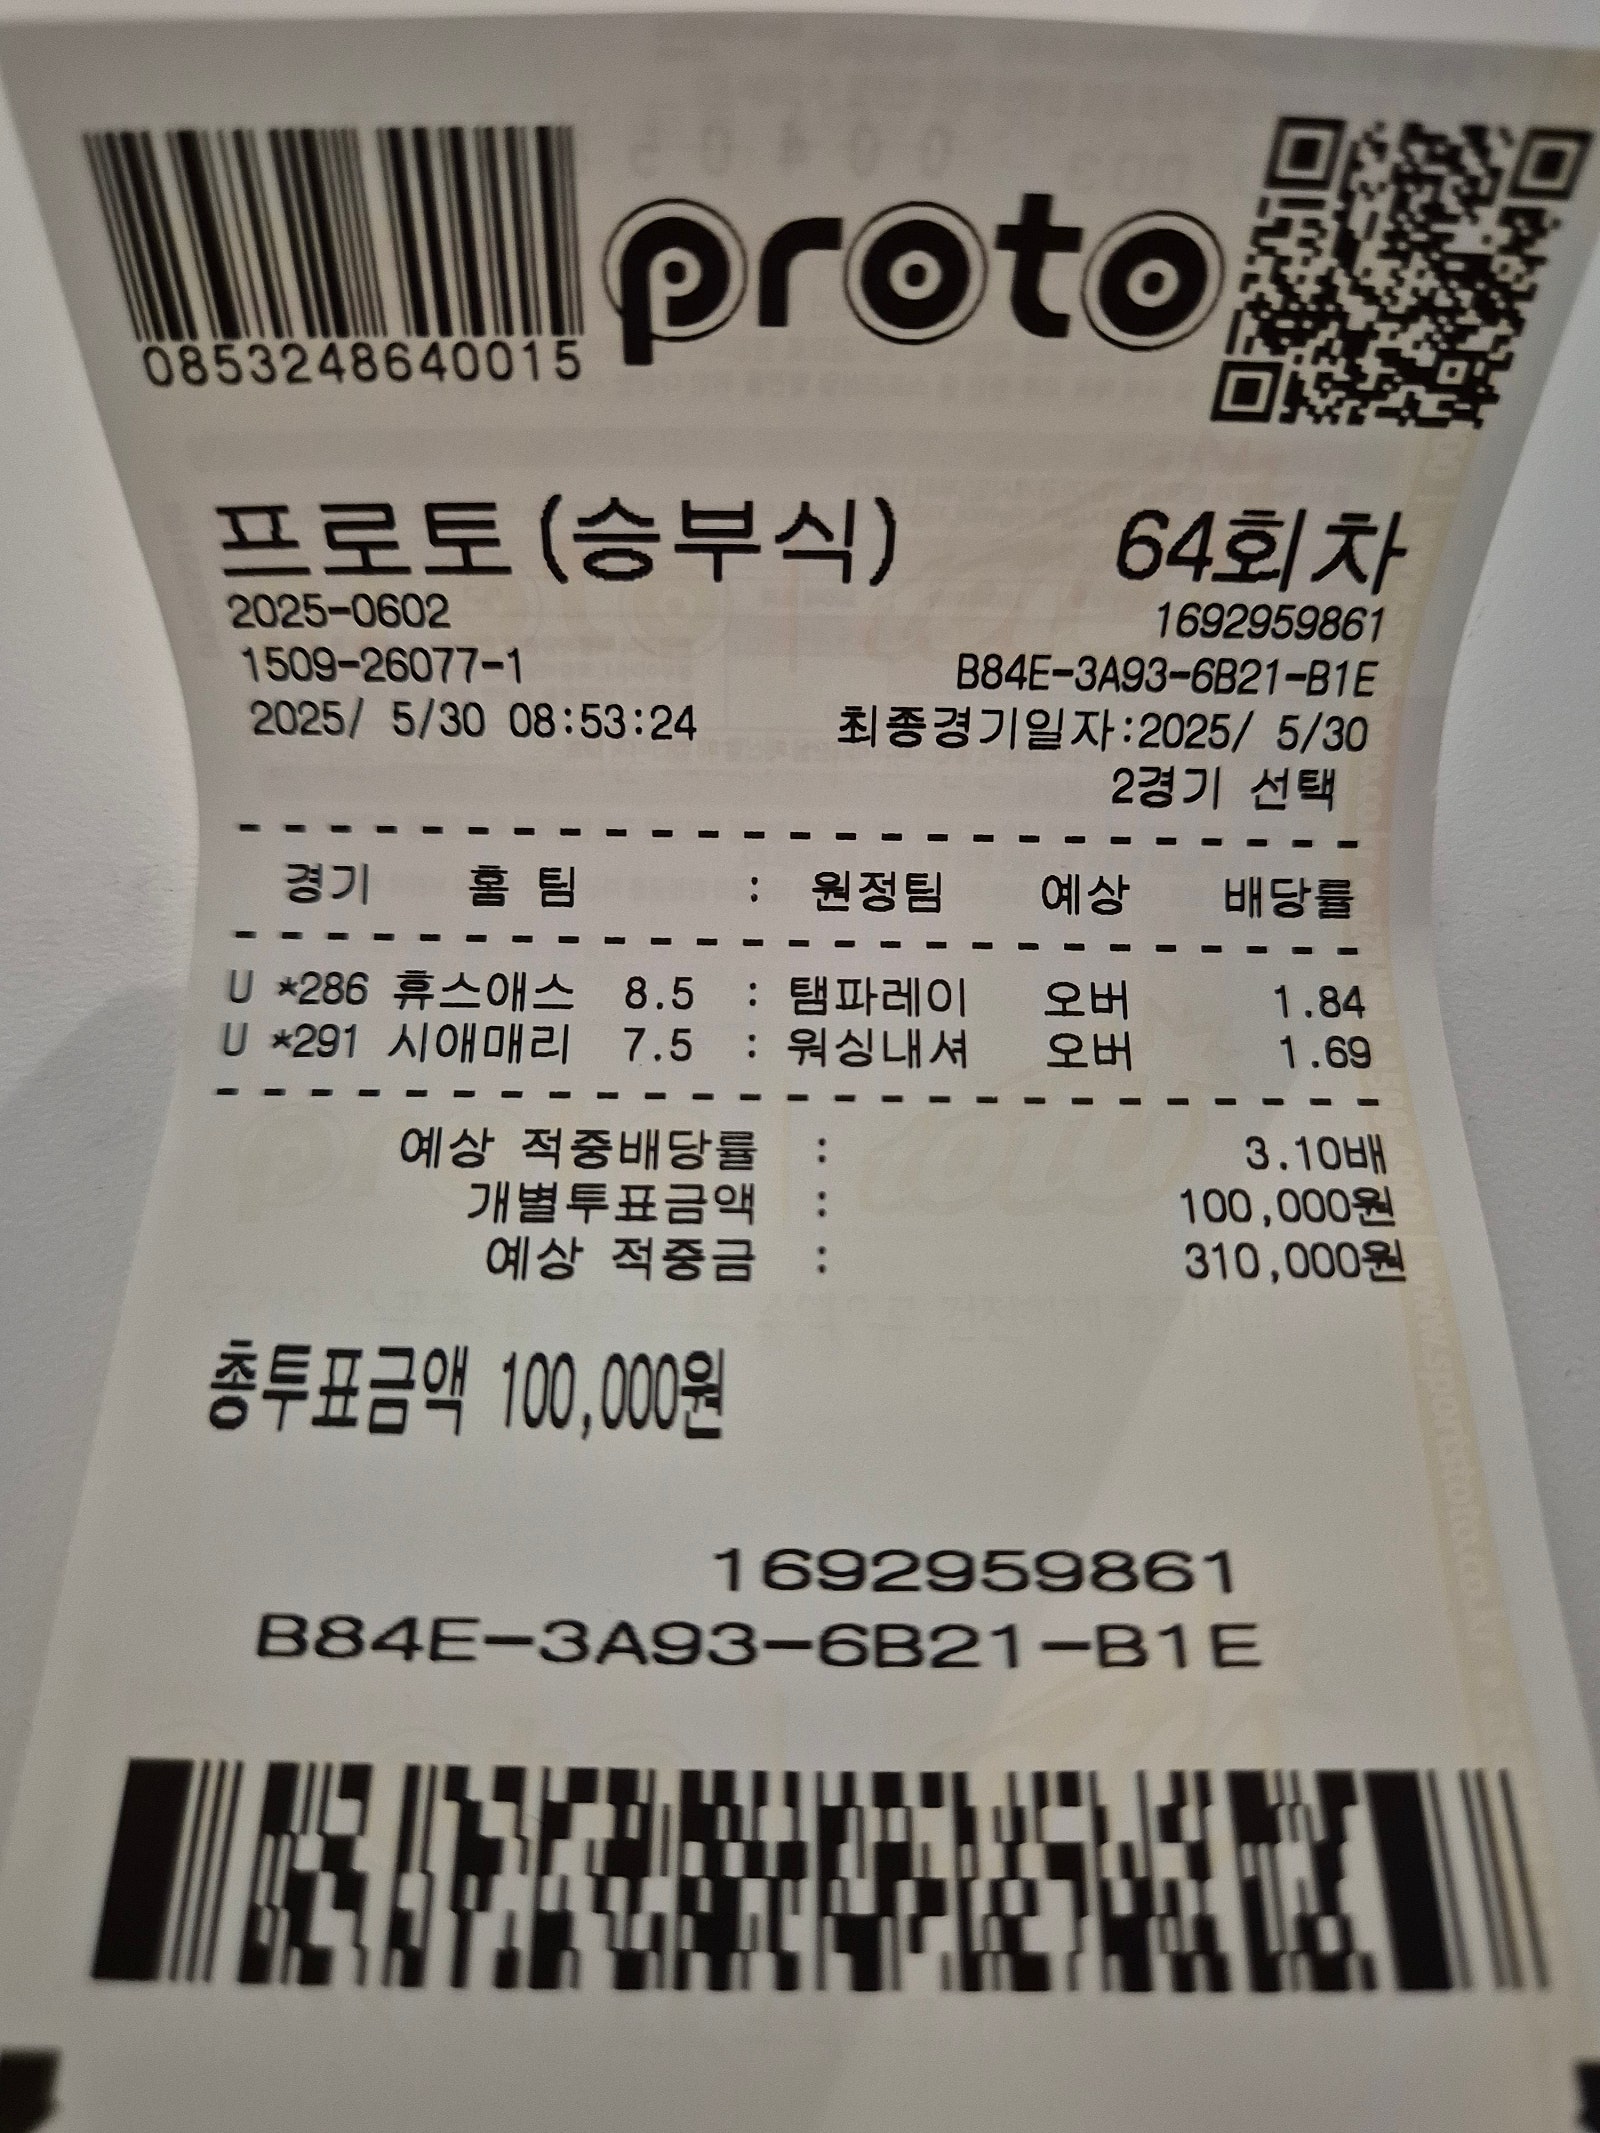 proto
0853248640015
프로토(승부식) 64회차
2025-0602 1692959861
1509-26077-1 B84E-3A93-6B21-B1E
2025/ 5/30 08:53:24 최종경기일자:2025/ 5/30
2경기 선택
경기 홈 팀 : 원정팀 예상 배당률
U *286 휴스애스 8.5 : 탬파레이 오버 1.84
U *291 시애매리 7.5 : 워싱내셔 오버 1.69
예상 적중배당률 : 3.10배
개별투표금액 : 100,000원
예상 적중금 : 310,000원
총투표금액 100,000원
1692959861
B84E-3A93-6B21-B1E